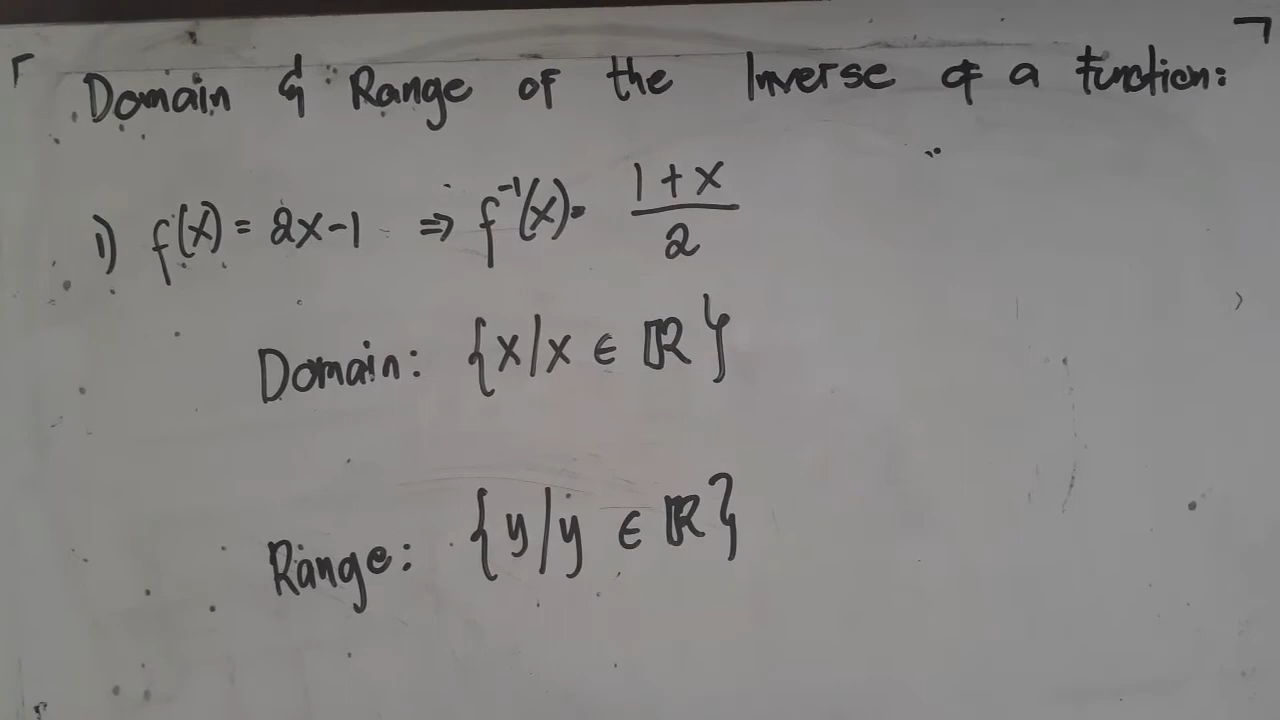 Domain & Range of the Inverse of a function:
1) f(x) = 2x-1 ⇒ f⁻¹(x) = (1+x)/2
Domain: {x/x ∈ ℝ}
Range: {y/y ∈ ℝ}